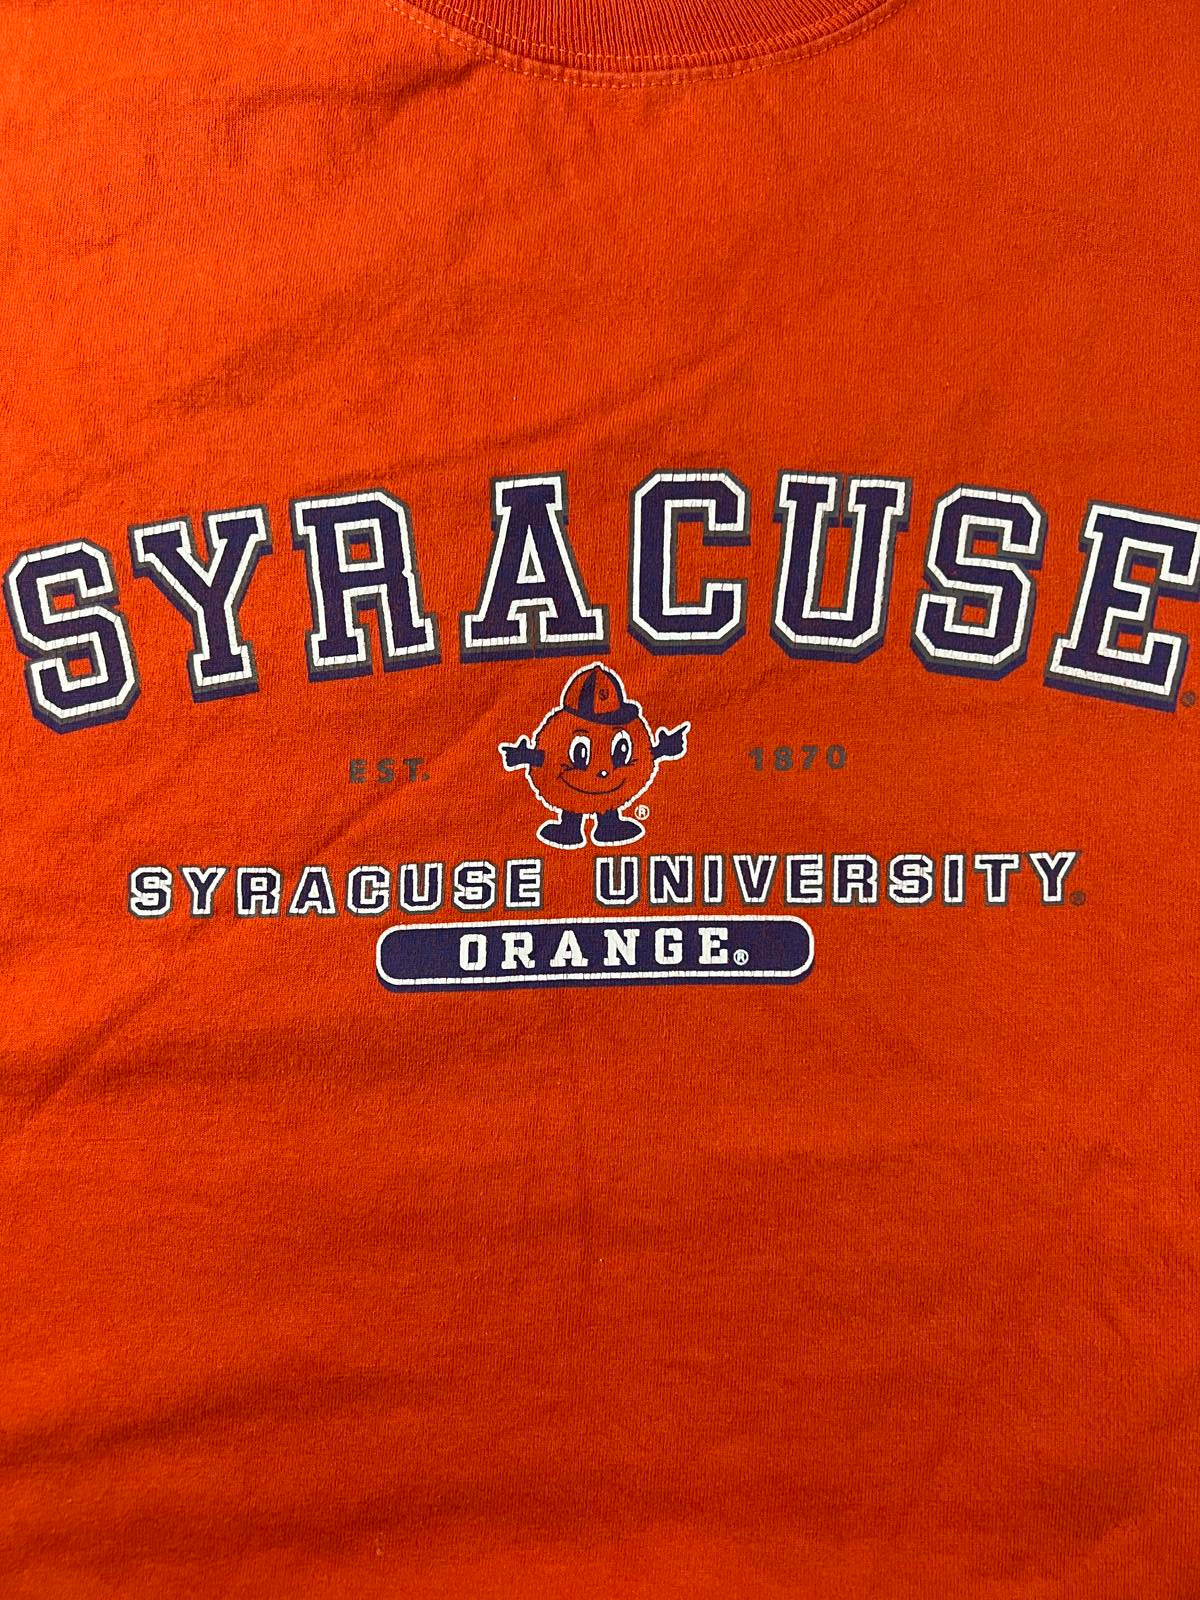 SYRACUSE®
EST. 1870
®
SYRACUSE UNIVERSITY®
ORANGE®